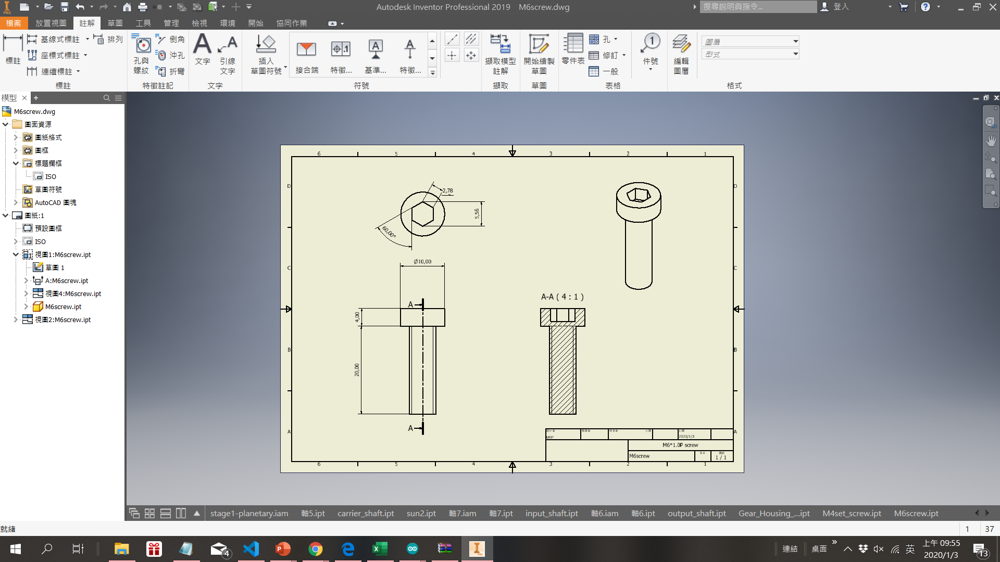 Autodesk Inventor Professional 2019 M6screw.dwg
搜尋說明與指令...
登入
檔案 放置視圖 註解 草圖 工具 管理 檢視 環境 開始 協同作業
標註
基線式標註
座標式標註
連續標註
排列
標註
孔與
螺紋
倒角
沖孔
折彎
特徵註記
文字
引線
文字
文字
插入
草圖符號
接合端
特徵...
基準...
特徵...
符號
擷取模型
註解
擷取
開始繪製
草圖
草圖
零件表
孔
修訂
一般
表格
件號
編輯
圖層
圖層
型式
格式
模型
M6screw.dwg
圖面資源
圖紙格式
圖框
標題欄框
ISO
草圖符號
AutoCAD 圖塊
圖紙:1
預設圖框
ISO
視圖1:M6screw.ipt
草圖 1
A:M6screw.ipt
視圖4:M6screw.ipt
M6screw.ipt
視圖2:M6screw.ipt
6 5 4 3 2 1
D D
C C
B B
A A
2,78
5,56
60,00°
Ø10,00
A
4,00
20,00
A
A-A ( 4 : 1 )
user
2020/1/3
M6*1.0P screw
M6screw
1 / 1
6 5 4 3 2 1
stage1-planetary.iam 軸5.ipt carrier_shaft.ipt sun2.ipt 軸7.iam 軸7.ipt input_shaft.ipt 軸6.iam 軸6.ipt output_shaft.ipt Gear_Housing_...ipt M4set_screw.ipt M6screw.ipt
就緒
1 37
4
連結 桌面
英
上午 09:55
2020/1/3
13